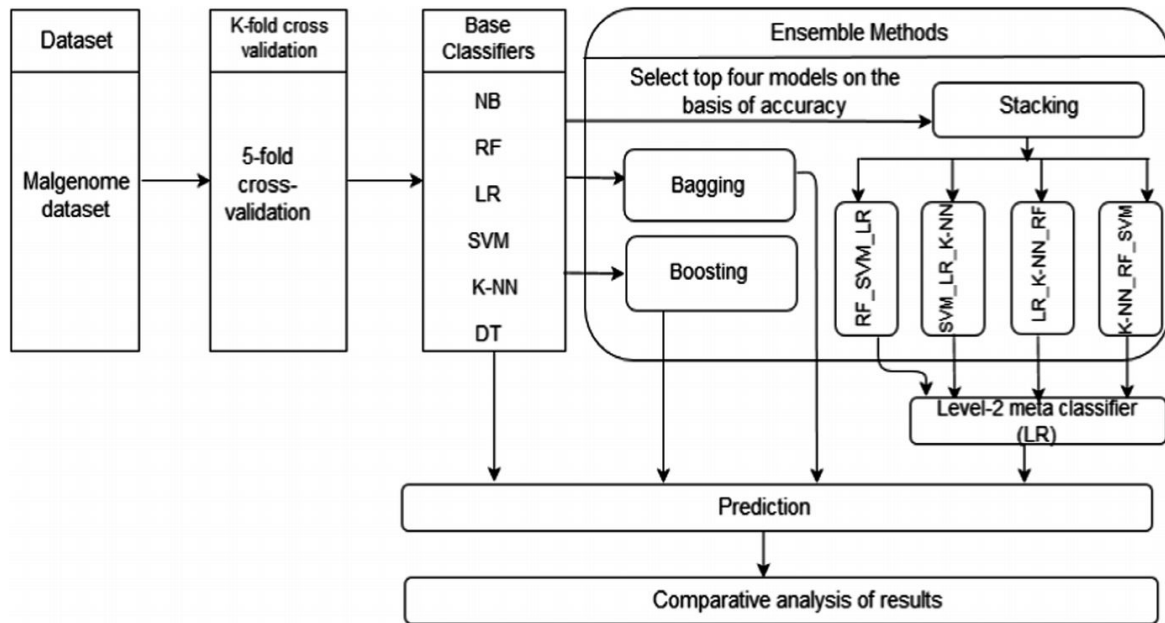 Dataset
Malgenome
dataset
K-fold cross
validation
5-fold
cross-
validation
Base
Classifiers
NB
RF
LR
SVM
K-NN
DT
Ensemble Methods
Select top four models on the
basis of accuracy
Stacking
Bagging
Boosting
RF_SVM_LR
SVM_LR_K-NN
LR_K-NN_RF
K-NN_RF_SVM
Level-2 meta classifier
(LR)
Prediction
Comparative analysis of results